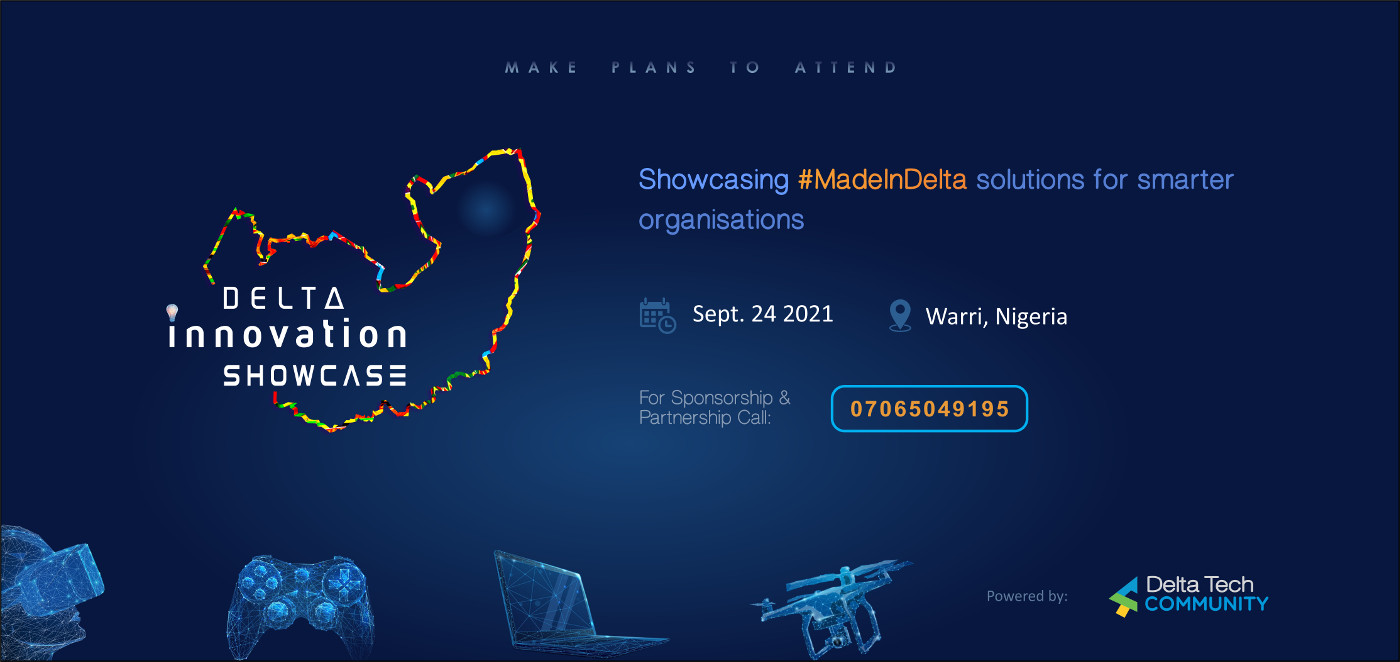 MAKE PLANS TO ATTEND
DELTA
innovation
SHOWCASE
Showcasing #MadeInDelta solutions for smarter
organisations
Sept. 24 2021
Warri, Nigeria
For Sponsorship &
Partnership Call:
07065049195
Powered by:
Delta Tech
COMMUNITY